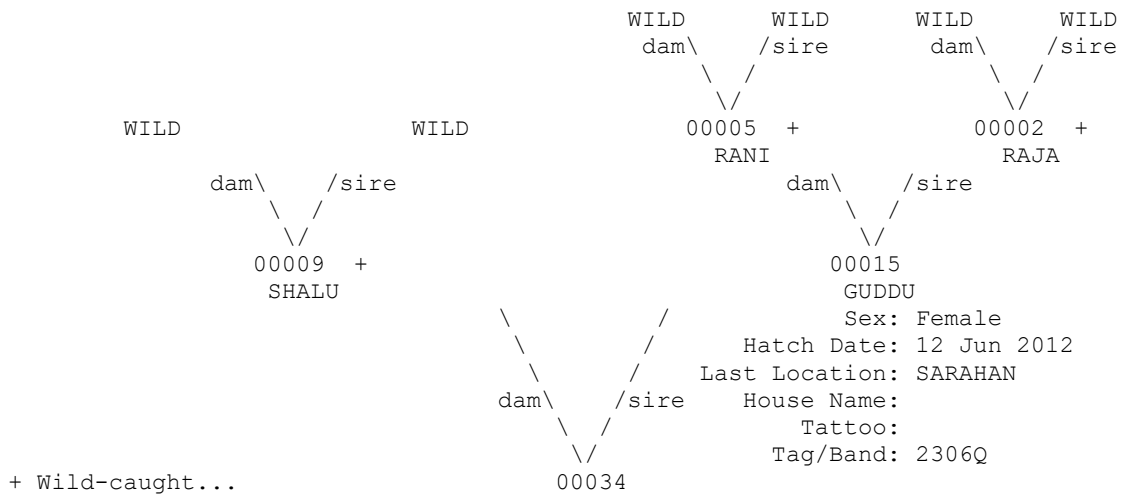 WILD WILD WILD WILD
dam\ /sire dam\ /sire
\ / \ /
\/ \/
WILD WILD 00005 + 00002 +
RANI RAJA
dam\ /sire dam\ /sire
\ / \ /
\/ \/
00009 + 00015
SHALU GUDDU
\ / Sex: Female
\ / Hatch Date: 12 Jun 2012
\ / Last Location: SARAHAN
dam\ /sire House Name:
\ / Tattoo:
\/ Tag/Band: 2306Q
+ Wild-caught... 00034